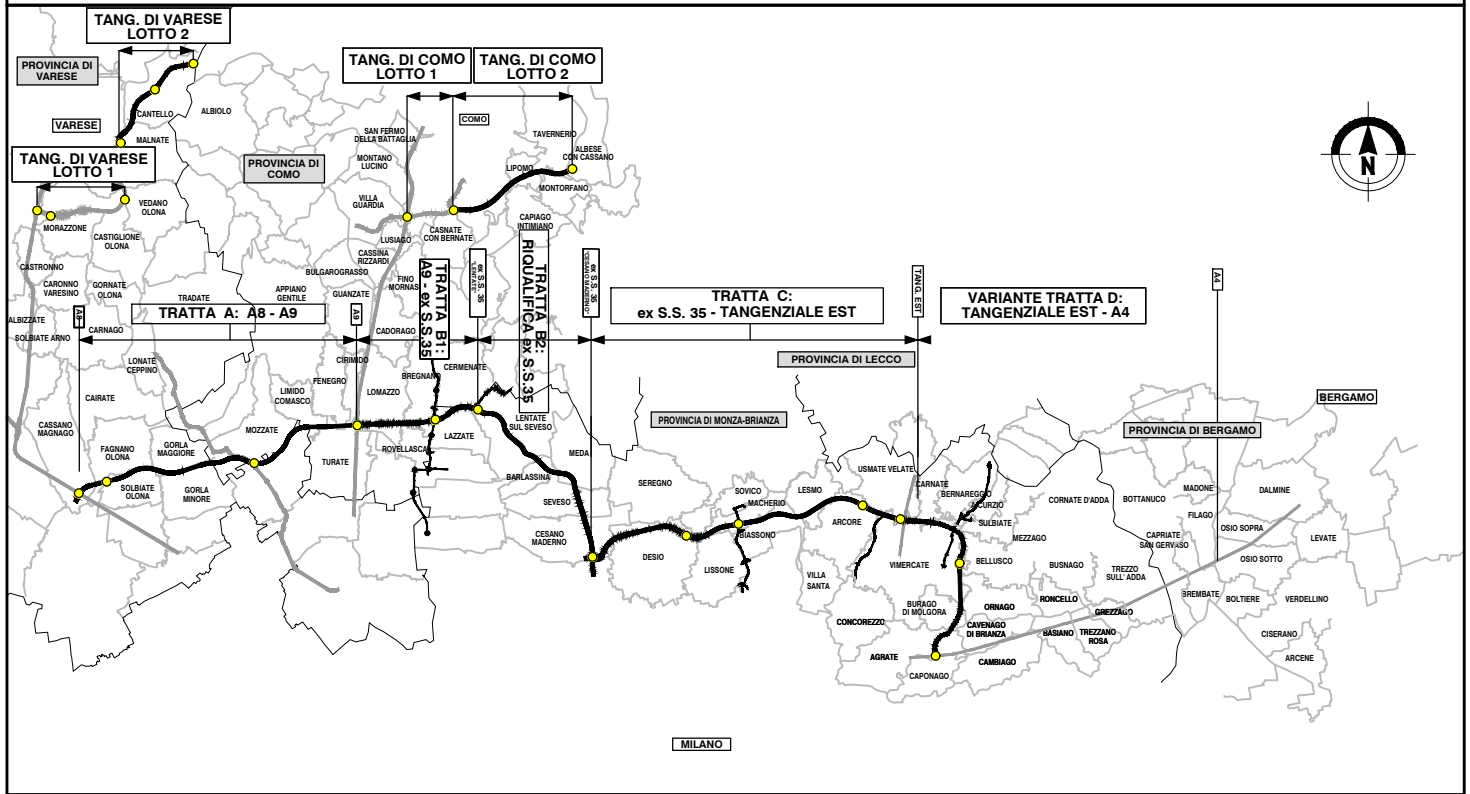 TANG. DI VARESE
LOTTO 2
PROVINCIA DI
VARESE
TANG. DI COMO
LOTTO 1
TANG. DI COMO
LOTTO 2
CANTELLO
ALBIOLO
VARESE
MALNATE
COMO
SAN FERMO
DELLA BATTAGLIA
TAVERNERIO
ALBESE
CON CASSANO
N
TANG. DI VARESE
LOTTO 1
PROVINCIA DI
COMO
MONTANO
LUCINO
LIPOMO
MONTORFANO
VEDANO
OLONA
VILLA
GUARDIA
MORAZZONE
CAPIAGO
INTIMIANO
CASTIGLIONE
OLONA
LUSIAGO
CASNATE
CON BERNATE
CASSINA
RIZZARDI
CASTRONNO
BULGAROGRASSO
FINO
MORNAS
CARONNO
VARESINO
GORNATE
OLONA
APPIANO
GENTILE
GUANZATE
TRADATE
A8
TRATTA A: A8 - A9
A9
TRATTA B1:
A9 - ex S.S.35
ex S.S. 35
"LENTATE"
TRATTA B2:
RIQUALIFICA ex S.S.35
ex S.S. 35
"CESANO MADERNO"
TRATTA C:
ex S.S. 35 - TANGENZIALE EST
TANG. EST
VARIANTE TRATTA D:
TANGENZIALE EST - A4
A4
ALBIZZATE
CARNAGO
SOLBIATE ARNO
CADORAGO
LONATE
CEPPINO
CIRIMIDO
CERMENATE
BREGNANO
PROVINCIA DI LECCO
FENEGRO
LIMIDO
COMASCO
LOMAZZO
CAIRATE
BERGAMO
CASSANO
MAGNAGO
MOZZATE
LENTATE
SUL SEVESO
PROVINCIA DI MONZA-BRIANZA
PROVINCIA DI BERGAMO
FAGNANO
OLONA
GORLA
MAGGIORE
ROVELLASCA
LAZZATE
MEDA
TURATE
BARLASSINA
SEREGNO
USMATE VELATE
CARNATE
SOLBIATE
OLONA
GORLA
MINORE
SEVESO
SOVICO
MACHERIO
LESMO
BERNAREGGIO
CORNATE D'ADDA
BOTTANUCO
MADONE
DALMINE
CURZIO
FILAGO
ARCORE
SULBIATE
OSIO SOPRA
CESANO
MADERNO
BIASSONO
MEZZAGO
CAPRIATE
SAN GERVASO
LEVATE
DESIO
LISSONE
VIMERCATE
BELLUSCO
BUSNAGO
TREZZO
SULL' ADDA
OSIO SOTTO
VILLA
SANTA
BURAGO
DI MOLGORA
ORNAGO
RONCELLO
GREZZAGO
BREMBATE
BOLTIERE
VERDELLINO
CONCOREZZO
CAVENAGO
DI BRIANZA
BASIANO
TREZZANO
ROSA
CISERANO
AGRATE
CAMBIAGO
ARCENE
CAPONAGO
MILANO